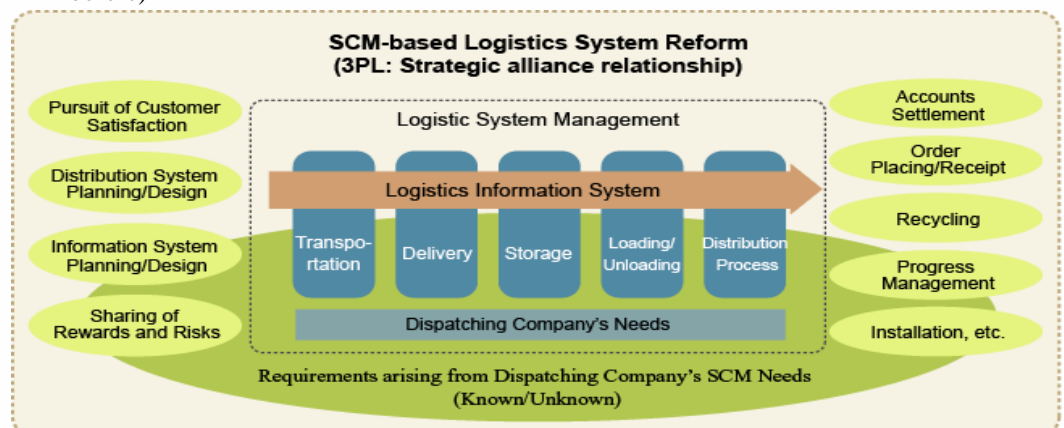 SCM-based Logistics System Reform
(3PL: Strategic alliance relationship)
Pursuit of Customer
Satisfaction
Distribution System
Planning/Design
Information System
Planning/Design
Sharing of
Rewards and Risks
Logistic System Management
Logistics Information System
Transpo-
rtation
Delivery
Storage
Loading/
Unloading
Distribution
Process
Dispatching Company's Needs
Requirements arising from Dispatching Company's SCM Needs
(Known/Unknown)
Accounts
Settlement
Order
Placing/Receipt
Recycling
Progress
Management
Installation, etc.